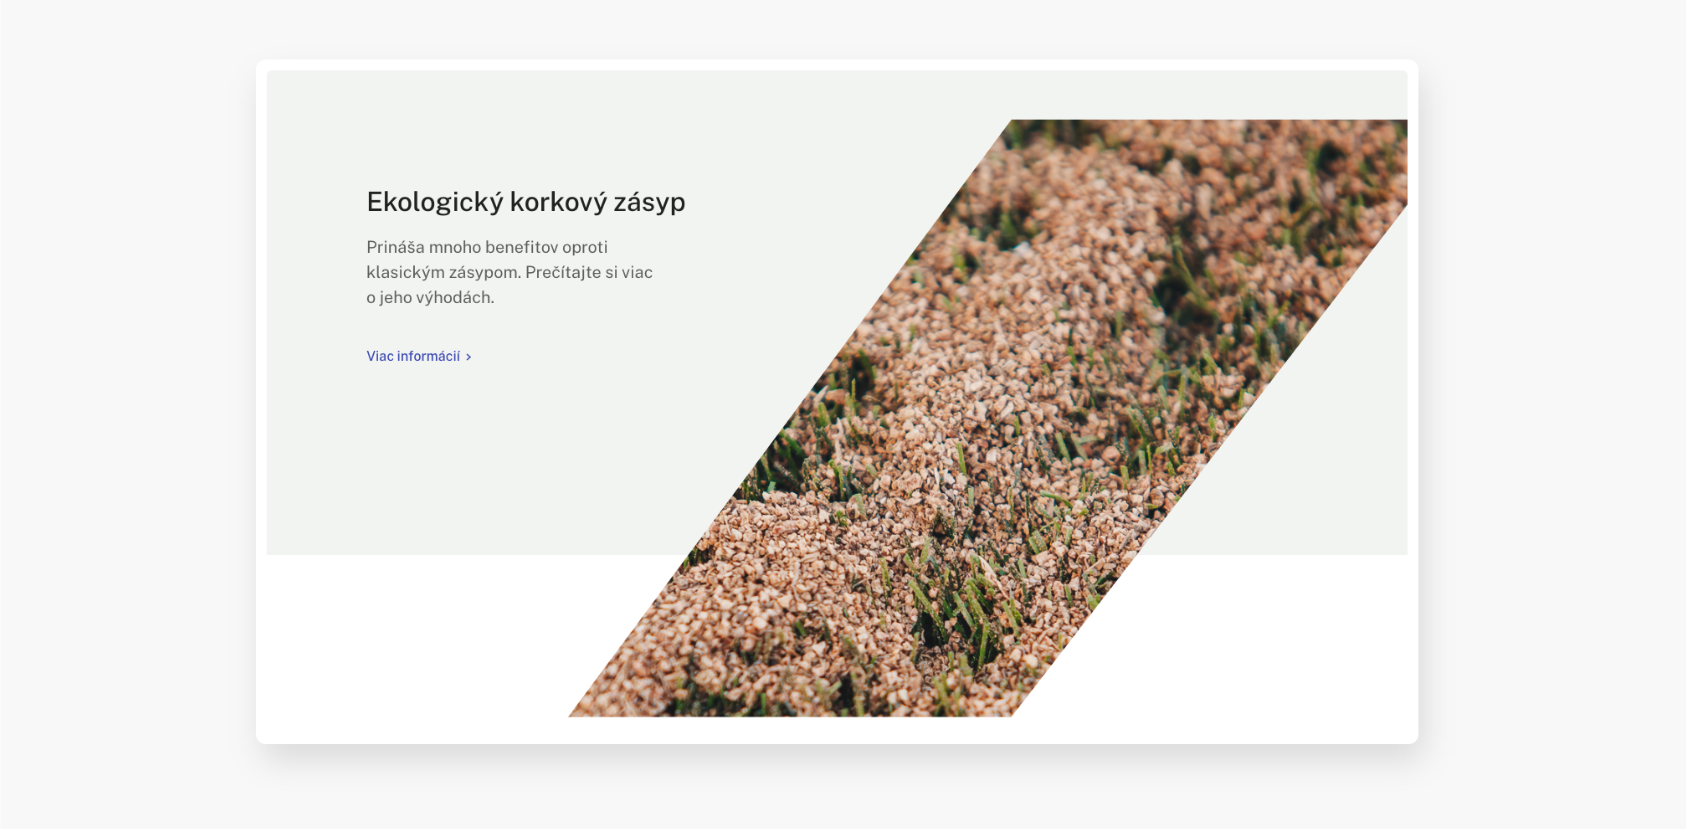 Ekologický korkový zásyp
Prináša mnoho benefitov oproti
klasickým zásypom. Prečítajte si viac
o jeho výhodách.
Viac informácií ›